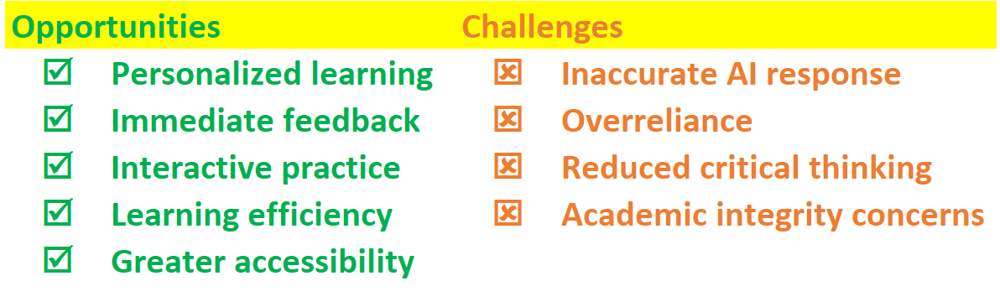 Opportunities Challenges
☑ Personalized learning ☒ Inaccurate AI response
☑ Immediate feedback ☒ Overreliance
☑ Interactive practice ☒ Reduced critical thinking
☑ Learning efficiency ☒ Academic integrity concerns
☑ Greater accessibility